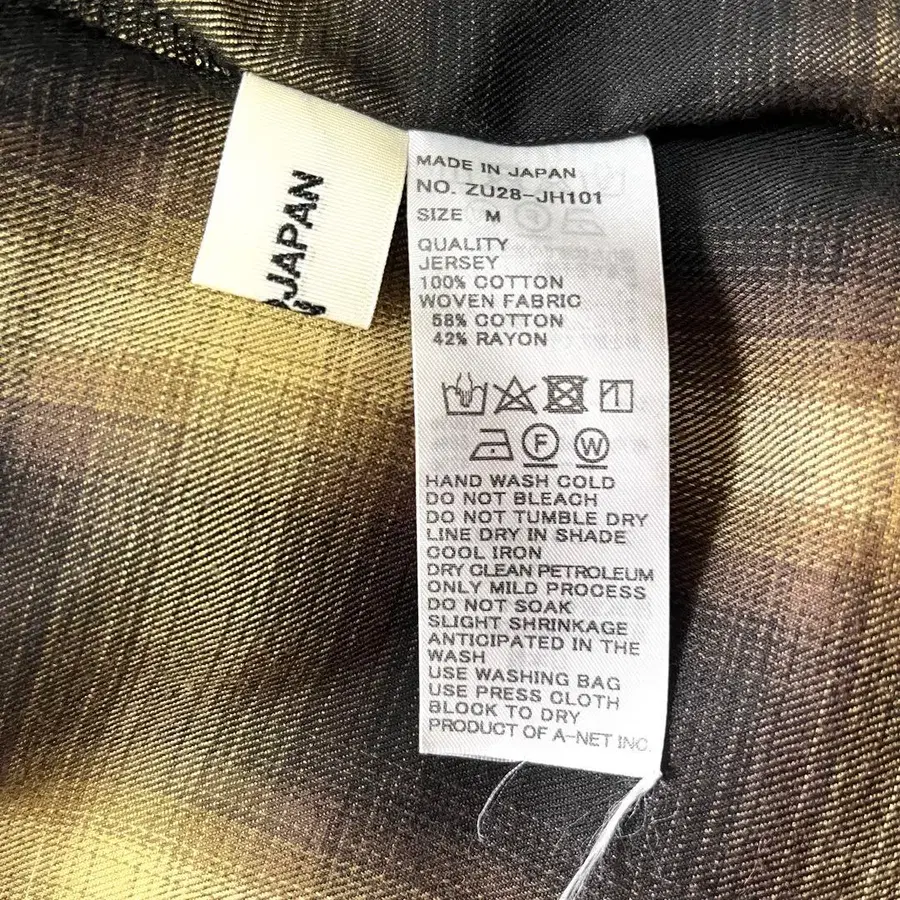 JAPAN
MADE IN JAPAN
NO. ZU28-JH101
SIZE M
QUALITY
JERSEY
100% COTTON
WOVEN FABRIC
58% COTTON
42% RAYON
F W
HAND WASH COLD
DO NOT BLEACH
DO NOT TUMBLE DRY
LINE DRY IN SHADE
COOL IRON
DRY CLEAN PETROLEUM
ONLY MILD PROCESS
DO NOT SOAK
SLIGHT SHRINKAGE
ANTICIPATED IN THE
WASH
USE WASHING BAG
USE PRESS CLOTH
BLOCK TO DRY
PRODUCT OF A-NET INC.